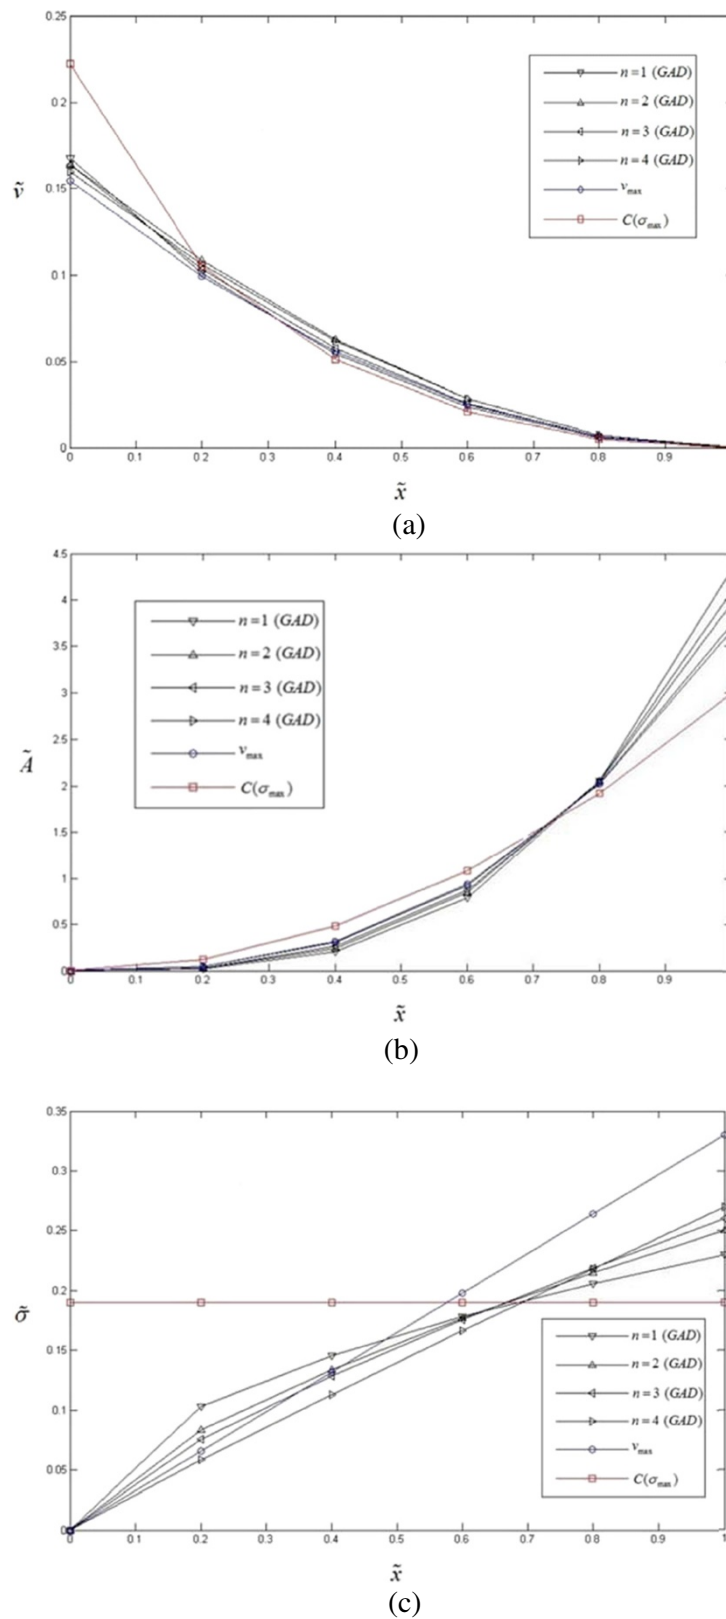 0.25
n = 1 (GAD)
n = 2 (GAD)
n = 3 (GAD)
n = 4 (GAD)
v_max
C(σ_max)
0.2
0.15
ṽ
0.1
0.05
0
0 0.1 0.2 0.3 0.4 0.5 0.6 0.7 0.8 0.9
x̃
(a)
4.5
n = 1 (GAD)
n = 2 (GAD)
n = 3 (GAD)
n = 4 (GAD)
v_max
C(σ_max)
4
3.5
3
2.5
Ã
2
1.5
1
0.5
0
0 0.1 0.2 0.3 0.4 0.5 0.6 0.7 0.8 0.9
x̃
(b)
0.35
0.3
0.25
0.2
σ̃
0.15
0.1
0.05
0
n = 1 (GAD)
n = 2 (GAD)
n = 3 (GAD)
n = 4 (GAD)
v_max
C(σ_max)
0 0.1 0.2 0.3 0.4 0.5 0.6 0.7 0.8 0.9 1
x̃
(c)